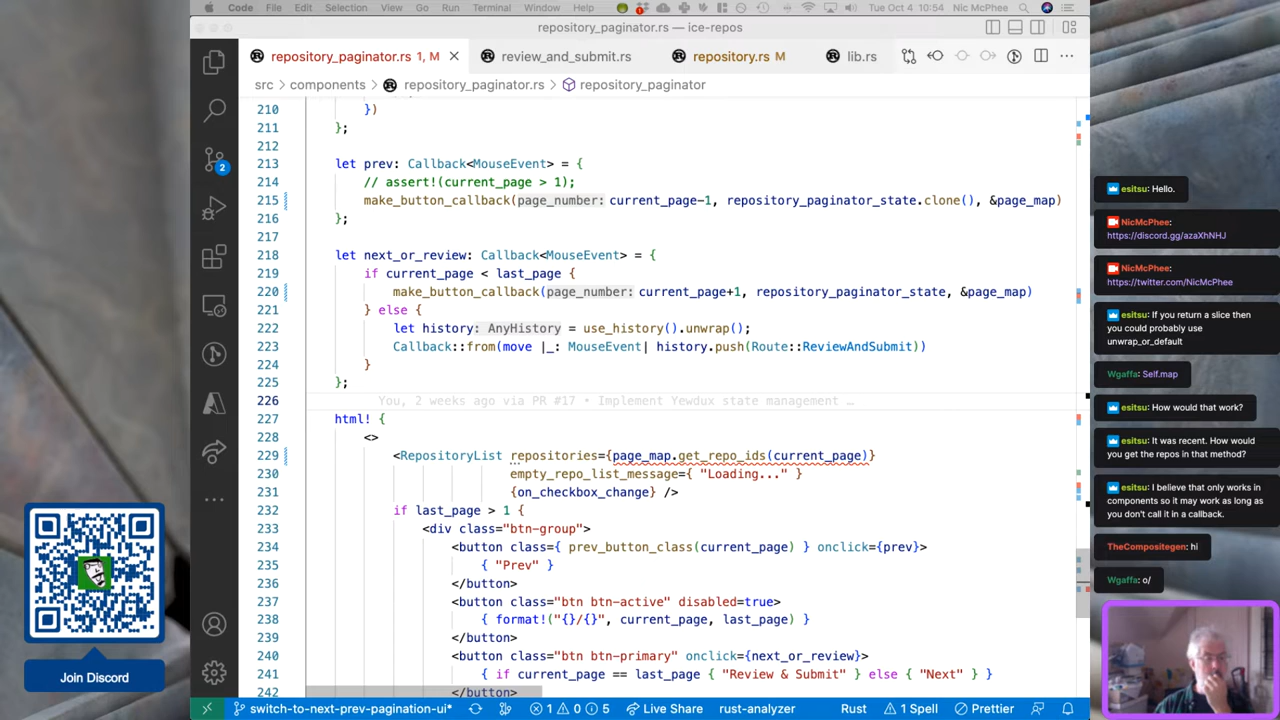 Code File Edit Selection View Go Run Terminal Window Help Tue Oct 4 10:54 Nic McPhee
repository_paginator.rs — ice-repos
repository_paginator.rs 1, M review_and_submit.rs repository.rs M lib.rs
src components repository_paginator.rs repository_paginator
210 })
211 };
212
213 let prev: Callback<MouseEvent> = {
214 // assert!(current_page > 1);
215 make_button_callback(page_number: current_page-1, repository_paginator_state.clone(), &page_map)
216 };
217
218 let next_or_review: Callback<MouseEvent> = {
219 if current_page < last_page {
220 make_button_callback(page_number: current_page+1, repository_paginator_state, &page_map)
221 } else {
222 let history: AnyHistory = use_history().unwrap();
223 Callback::from(move |_: MouseEvent| history.push(Route::ReviewAndSubmit))
224 }
225 };
226 You, 2 weeks ago via PR #17 • Implement Yewdux state management …
227 html! {
228 <>
229 <RepositoryList repositories={page_map.get_repo_ids(current_page)}
230 empty_repo_list_message={ "Loading..." }
231 {on_checkbox_change} />
232 if last_page > 1 {
233 <div class="btn-group">
234 <button class={ prev_button_class(current_page) } onclick={prev}>
235 { "Prev" }
236 </button>
237 <button class="btn btn-active" disabled=true>
238 { format!("{}/{}", current_page, last_page) }
239 </button>
240 <button class="btn btn-primary" onclick={next_or_review}>
241 { if current_page == last_page { "Review & Submit" } else { "Next" }
242 </button>
2
switch-to-next-prev-pagination-ui* 1 0 5 Live Share rust-analyzer Rust 1 Spell Prettier
Join Discord
esitsu: Hello.
NicMcPhee:
https://discord.gg/azaXhNHJ
NicMcPhee:
https://twitter.com/NicMcPhee
esitsu: If you return a slice then
you could probably use
unwrap_or_default
Wgaffa: Self.map
esitsu: How would that work?
esitsu: It was recent. How would
you get the repos in that method?
esitsu: I believe that only works in
components so it may work as long as
you don't call it in a callback.
TheCompositegen: hi
Wgaffa: o/